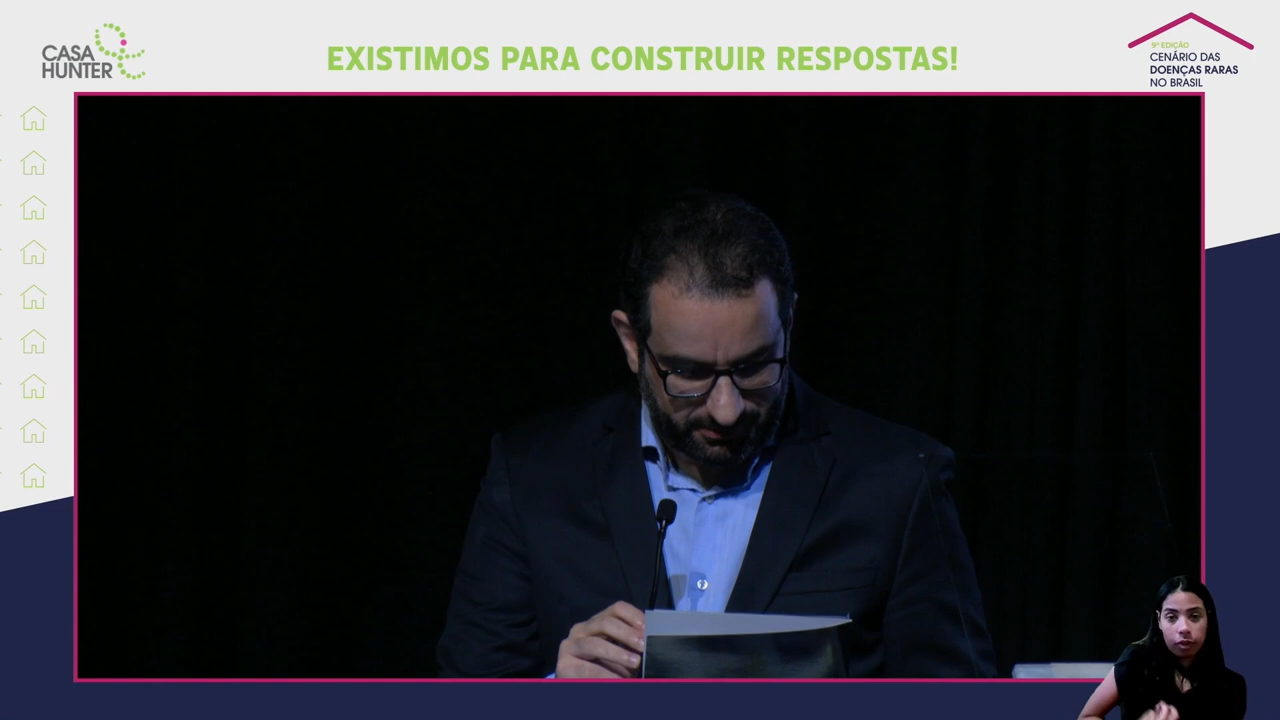 CASA
HUNTER
EXISTIMOS PARA CONSTRUIR RESPOSTAS!
9ª EDIÇÃO
CENÁRIO DAS
DOENÇAS RARAS
NO BRASIL